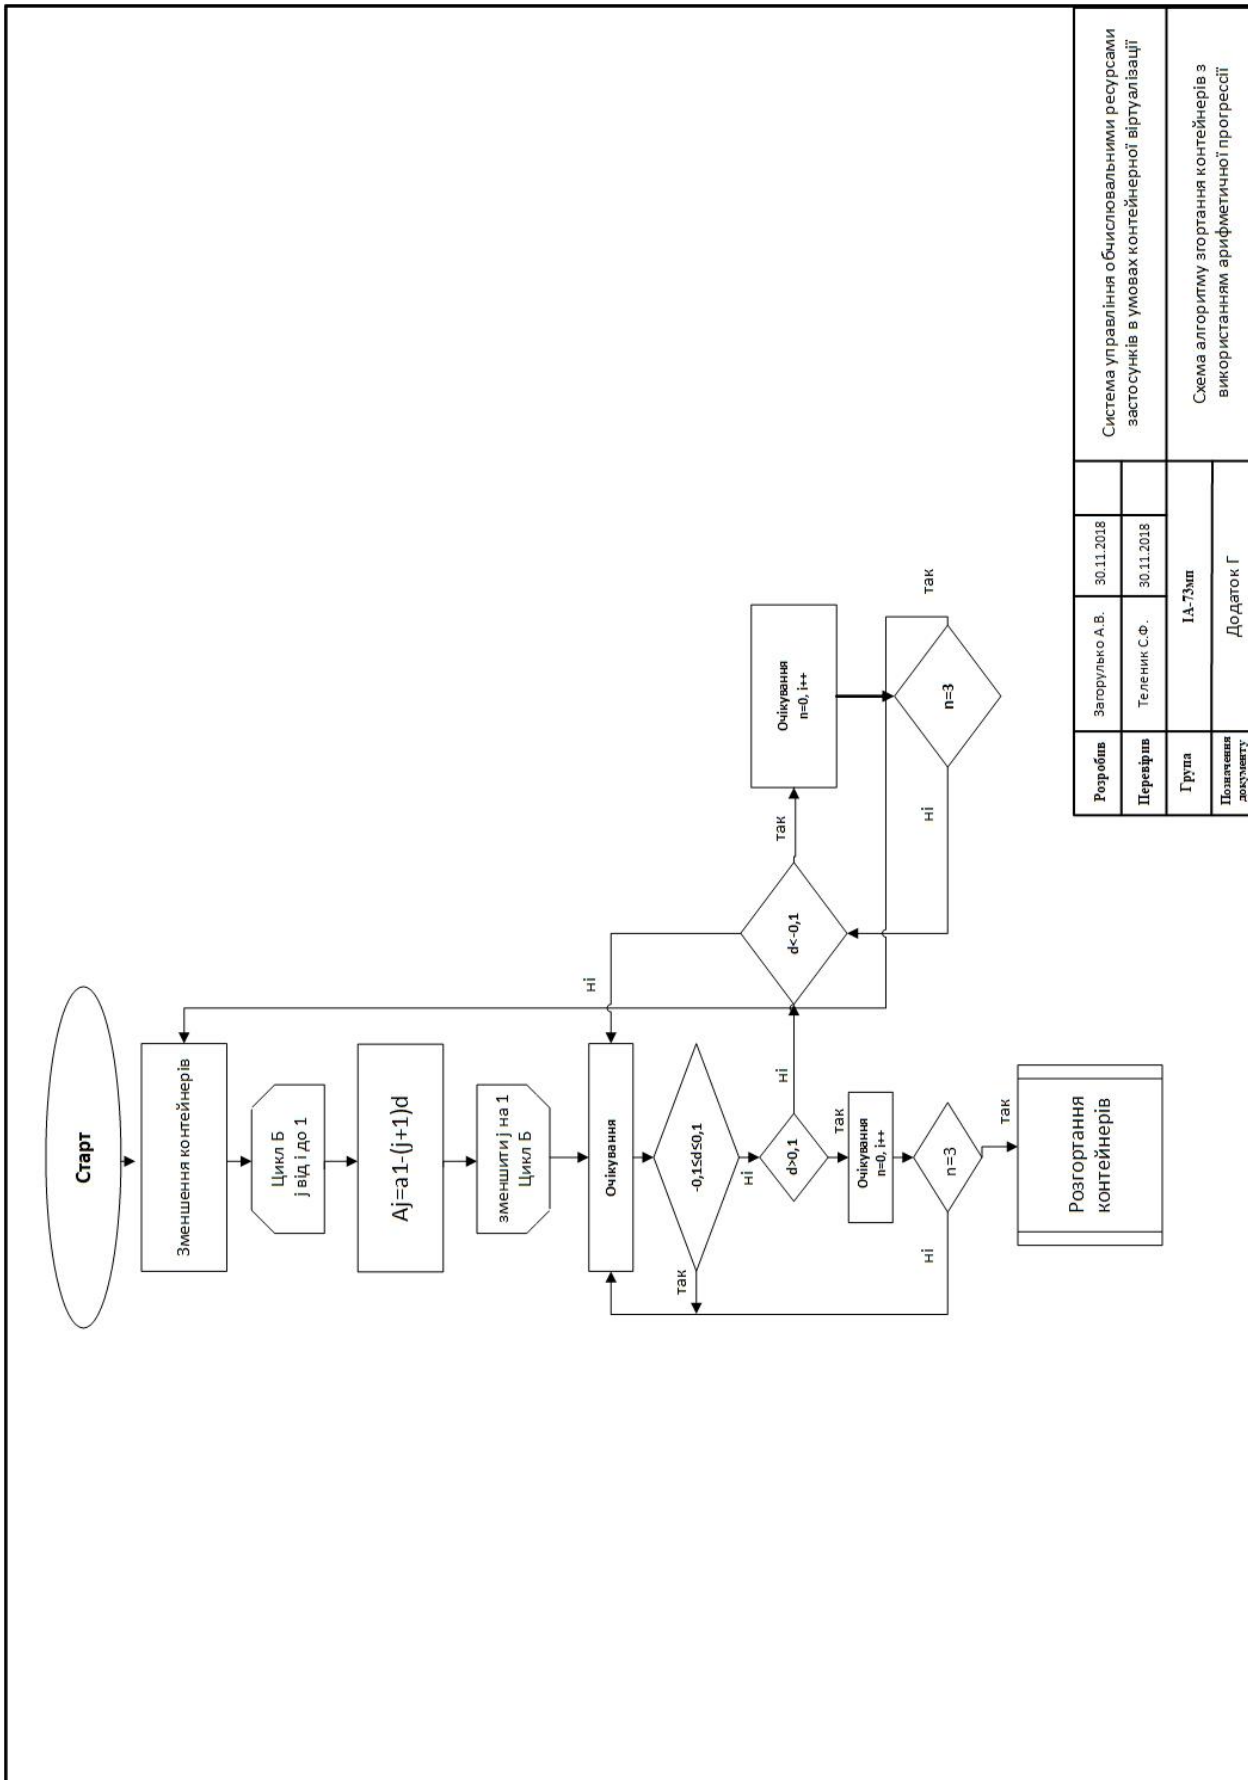 Старт
Зменшення контейнерів
Цикл Б
j від і до 1
Aj=a1-(j+1)d
зменшити j на 1
Цикл Б
Очікування
-0,1≤d≤0,1
так
ні
d>0,1
ні
так
Очікування
n=0, i++
n=3
ні
так
Розгортання
контейнерів
ні
d<-0,1
так
Очікування
n=0, i++
n=3
ні
так
Розробив
Загорулько А.В.
30.11.2018
Система управління обчислювальними ресурсами
застосунків в умовах контейнерної віртуалізації
Перевірив
Теленик С.Ф.
30.11.2018
Група
ІА-73мп
Схема алгоритму згортання контейнерів з
використанням арифметичної прогрессії
Позначення
документу
Додаток Г